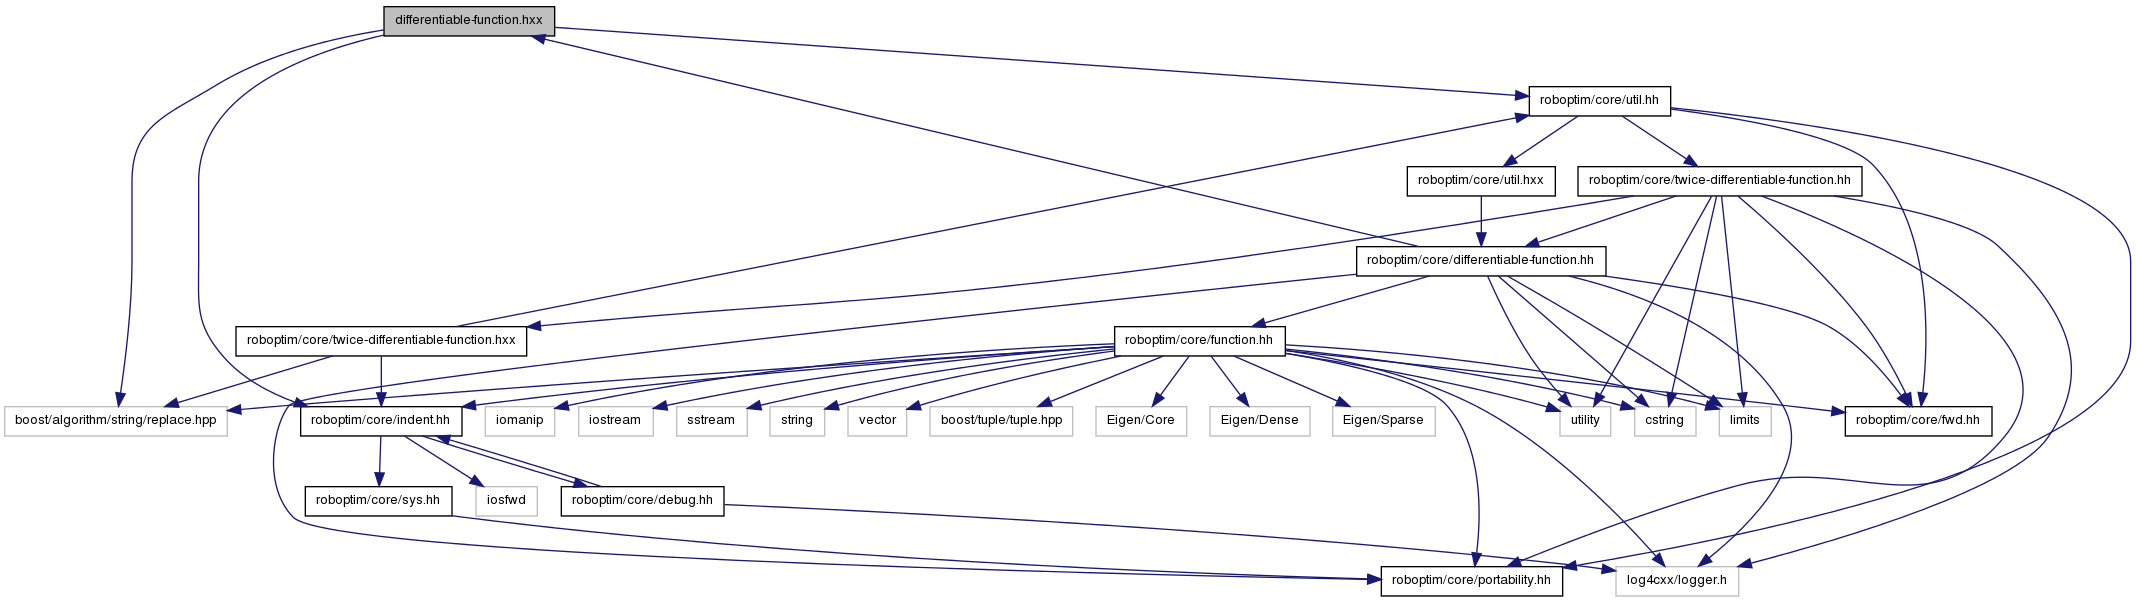 differentiable-function.hxx
roboptim/core/util.hh
roboptim/core/util.hxx
roboptim/core/twice-differentiable-function.hh
roboptim/core/differentiable-function.hh
roboptim/core/twice-differentiable-function.hxx
roboptim/core/function.hh
boost/algorithm/string/replace.hpp
roboptim/core/indent.hh
iomanip
iostream
sstream
string
vector
boost/tuple/tuple.hpp
Eigen/Core
Eigen/Dense
Eigen/Sparse
utility
cstring
limits
roboptim/core/fwd.hh
roboptim/core/sys.hh
iosfwd
roboptim/core/debug.hh
roboptim/core/portability.hh
log4cxx/logger.h